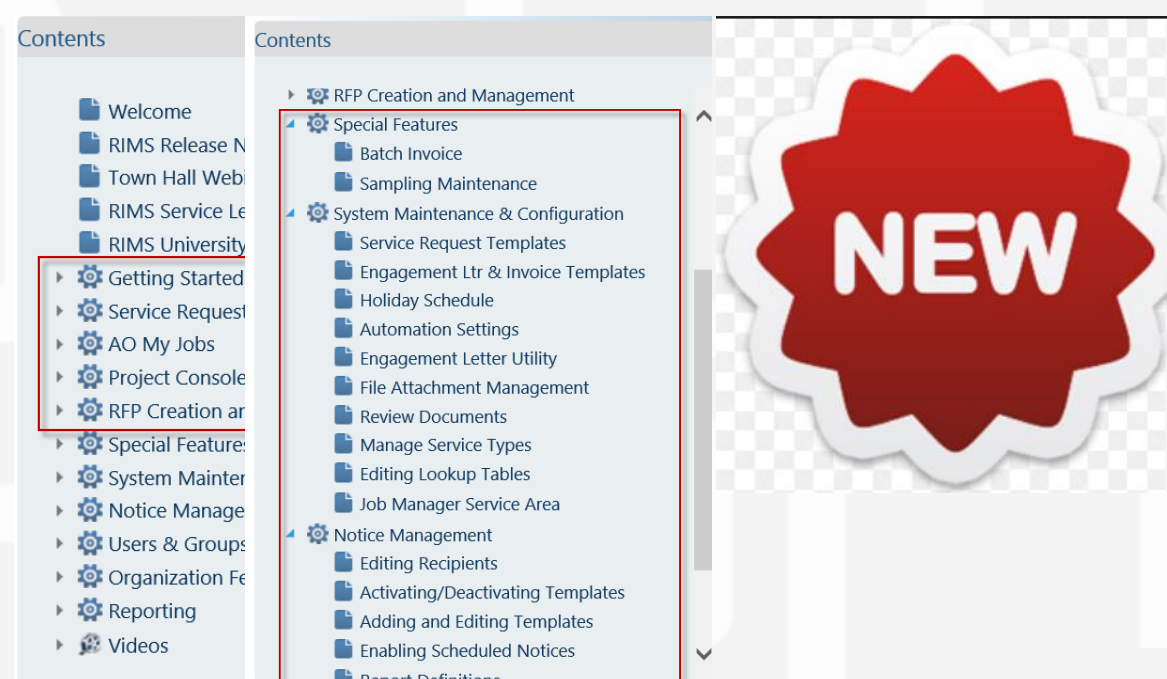 Contents
Welcome
RIMS Release N
Town Hall Webi
RIMS Service Le
RIMS University
Getting Started
Service Request
AO My Jobs
Project Console
RFP Creation ar
Special Features
System Mainter
Notice Manage
Users & Groups
Organization Fe
Reporting
Videos
Contents
RFP Creation and Management
Special Features
Batch Invoice
Sampling Maintenance
System Maintenance & Configuration
Service Request Templates
Engagement Ltr & Invoice Templates
Holiday Schedule
Automation Settings
Engagement Letter Utility
File Attachment Management
Review Documents
Manage Service Types
Editing Lookup Tables
Job Manager Service Area
Notice Management
Editing Recipients
Activating/Deactivating Templates
Adding and Editing Templates
Enabling Scheduled Notices
Report Definitions
NEW